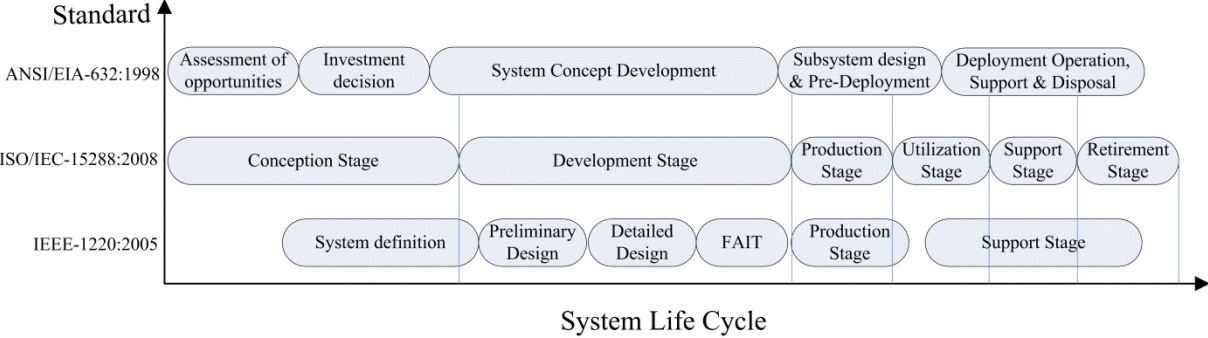 Standard
ANSI/EIA-632:1998
Assessment of
opportunities
Investment
decision
System Concept Development
Subsystem design
& Pre-Deployment
Deployment Operation,
Support & Disposal
ISO/IEC-15288:2008
Conception Stage
Development Stage
Production
Stage
Utilization
Stage
Support
Stage
Retirement
Stage
IEEE-1220:2005
System definition
Preliminary
Design
Detailed
Design
FAIT
Production
Stage
Support Stage
System Life Cycle